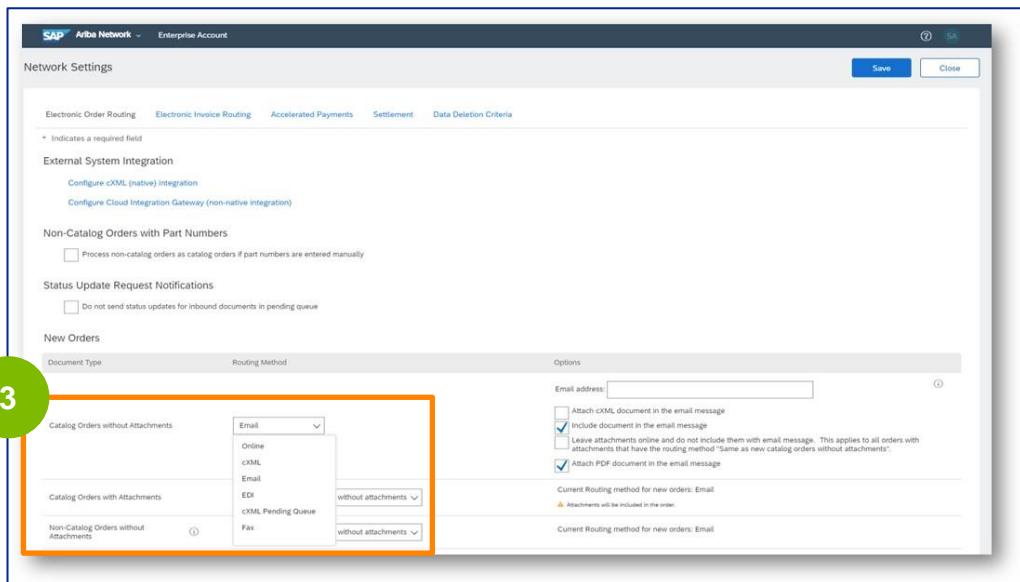 SAP Ariba Network Enterprise Account SA
Network Settings Save Close
Electronic Order Routing Electronic Invoice Routing Accelerated Payments Settlement Data Deletion Criteria
* Indicates a required field
External System Integration
Configure cXML (native) integration
Configure Cloud Integration Gateway (non-native integration)
Non-Catalog Orders with Part Numbers
Process non-catalog orders as catalog orders if part numbers are entered manually
Status Update Request Notifications
Do not send status updates for inbound documents in pending queue
New Orders
Document Type Routing Method Options
3
Catalog Orders without Attachments
Email
Online
cXML
Email
EDI
cXML Pending Queue
Fax
Email address:
Attach cXML document in the email message
Include document in the email message
Leave attachments online and do not include them with email message. This applies to all orders with
attachments that have the routing method "Same as new catalog orders without attachments".
Attach PDF document in the email message
Catalog Orders with Attachments
without attachments
Current Routing method for new orders: Email
Attachments will be included in the order.
Non-Catalog Orders without
Attachments
without attachments
Current Routing method for new orders: Email